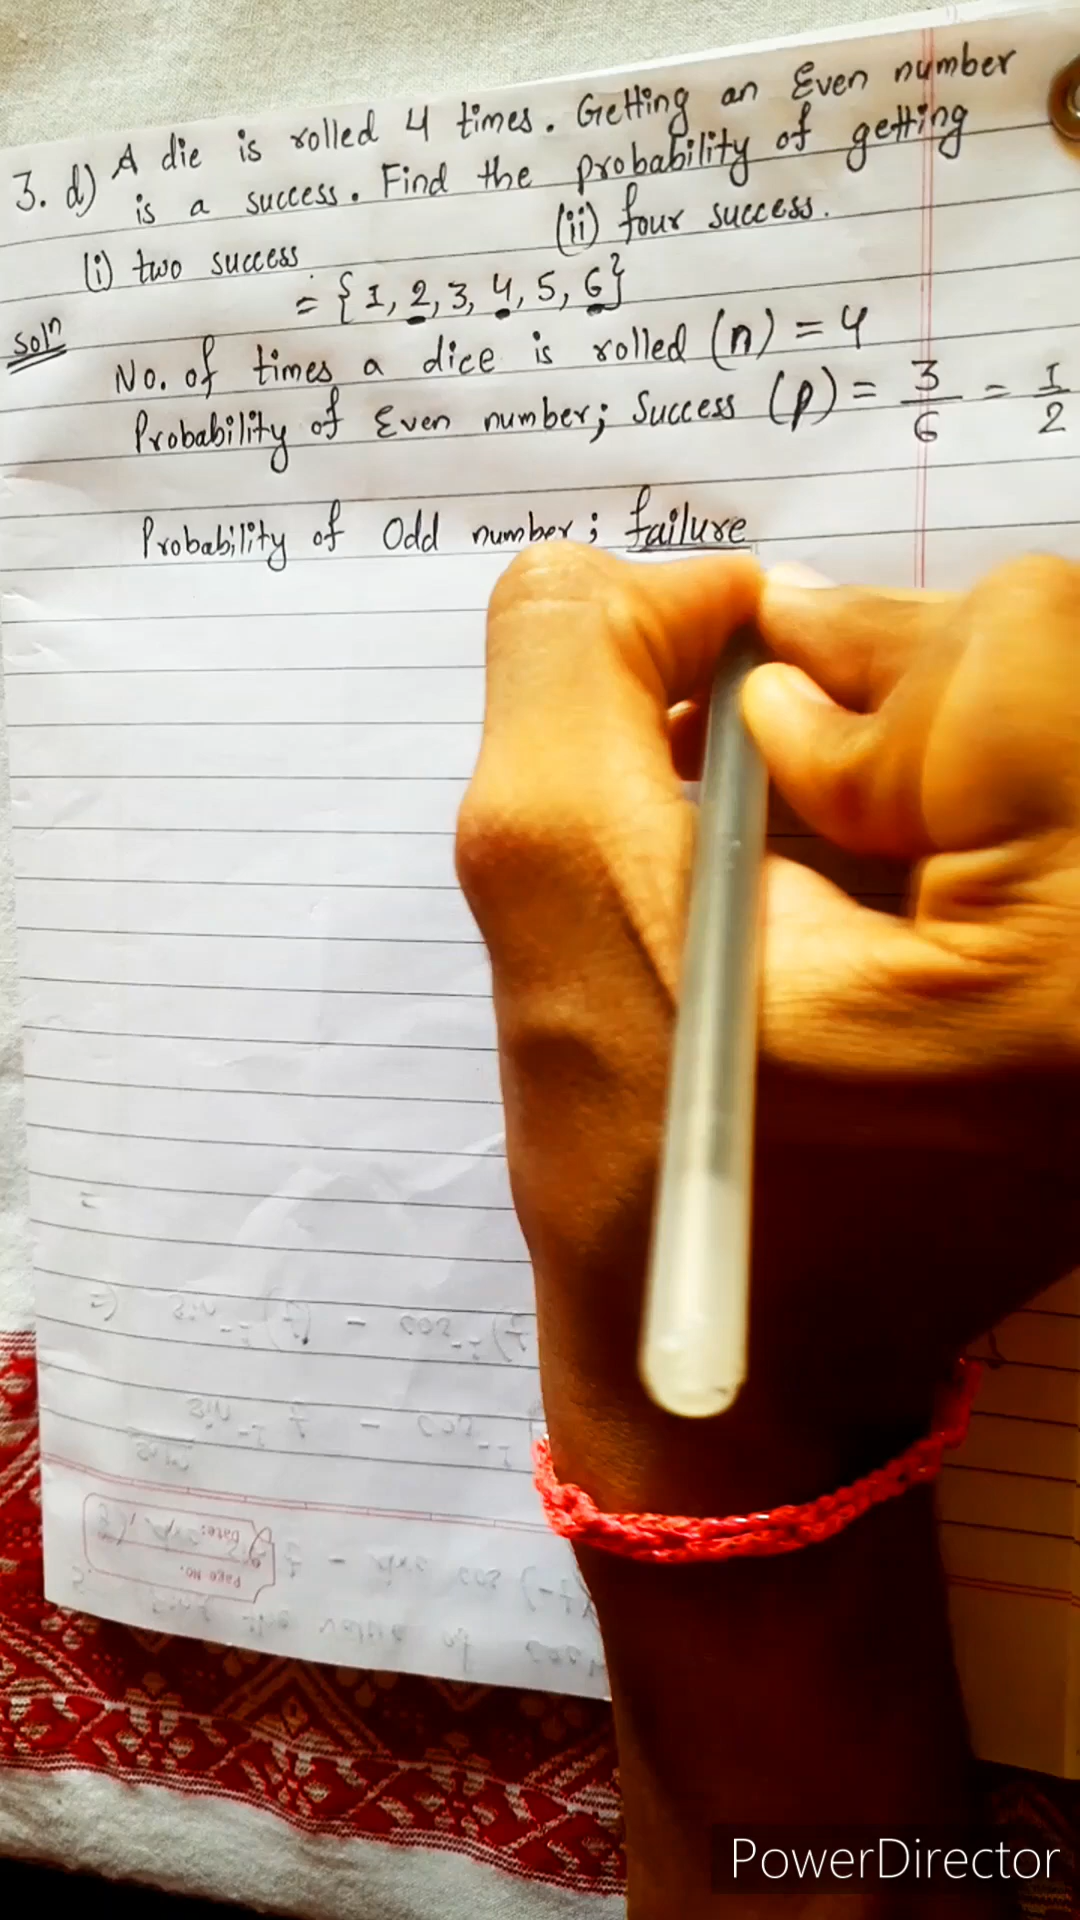 3. d) A die is rolled 4 times. Getting an Even number
is a success. Find the probability of getting
(i) two success (ii) four success.
= {1, 2, 3, 4, 5, 6}
Solⁿ
No. of times a dice is rolled (n) = 4
Probability of Even number; Success (p) = 3/6 = 1/2
Probability of Odd number; failure
PowerDirector